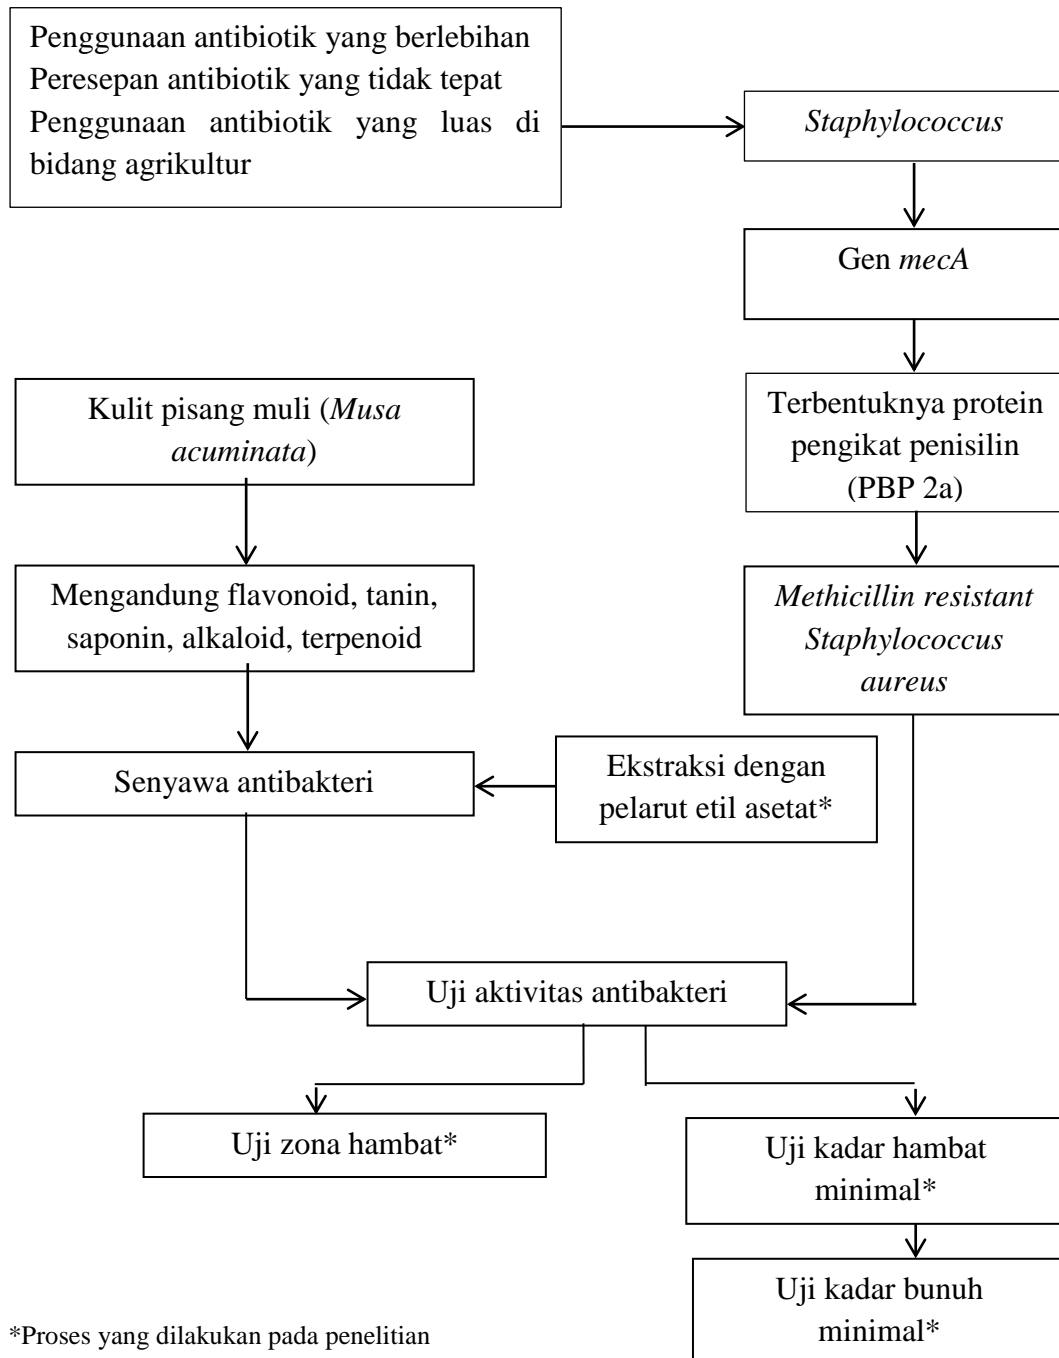 Penggunaan antibiotik yang berlebihan
Peresepan antibiotik yang tidak tepat
Penggunaan antibiotik yang luas di
bidang agrikultur
Staphylococcus
Gen mecA
Terbentuknya protein
pengikat penisilin
(PBP 2a)
Kulit pisang muli (Musa
acuminata)
Mengandung flavonoid, tanin,
saponin, alkaloid, terpenoid
Methicillin resistant
Staphylococcus
aureus
Senyawa antibakteri
Ekstraksi dengan
pelarut etil asetat*
Uji aktivitas antibakteri
Uji zona hambat*
Uji kadar hambat
minimal*
Uji kadar bunuh
minimal*
*Proses yang dilakukan pada penelitian